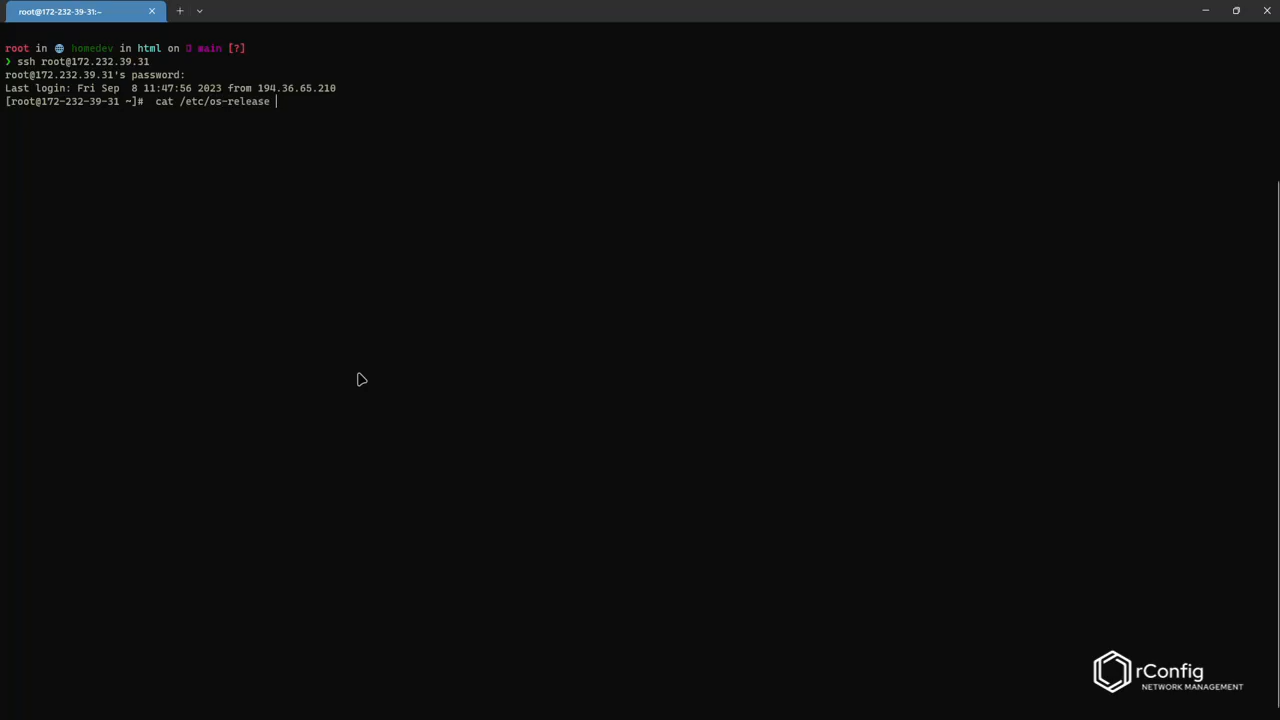 root@172-232-39-31:~
root in homedev in html on main [?]
❯ ssh root@172.232.39.31
root@172.232.39.31's password:
Last login: Fri Sep  8 11:47:56 2023 from 194.36.65.210
[root@172-232-39-31 ~]#  cat /etc/os-release
rConfig
NETWORK MANAGEMENT